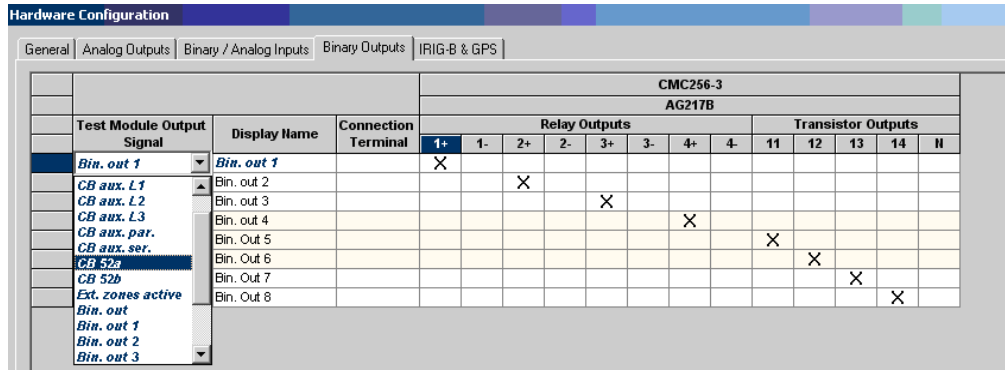 Hardware Configuration
General Analog Outputs Binary / Analog Inputs Binary Outputs IRIG-B & GPS
CMC256-3
AG217B
Test Module Output Signal Display Name Connection Terminal Relay Outputs Transistor Outputs
1+ 1- 2+ 2- 3+ 3- 4+ 4- 11 12 13 14 N
Bin. out 1 Bin. out 1 X
CB aux. L1 Bin. out 2 X
CB aux. L2 Bin. out 3 X
CB aux. L3 Bin. out 4 X
CB aux. par. Bin. Out 5 X
CB aux. ser.
CB 52a Bin. Out 6 X
CB 52b Bin. Out 7 X
Ext. zones active Bin. Out 8 X
Bin. out
Bin. out 1
Bin. out 2
Bin. out 3